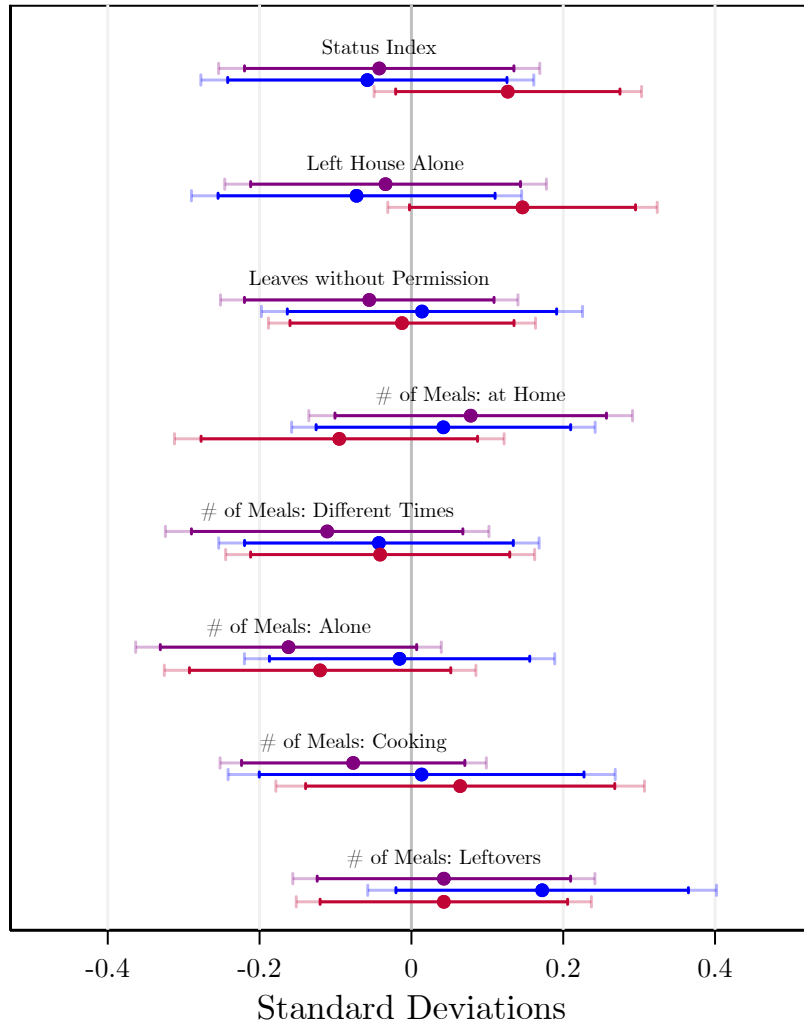 Status Index
Left House Alone
Leaves without Permission
# of Meals: at Home
# of Meals: Different Times
# of Meals: Alone
# of Meals: Cooking
# of Meals: Leftovers
-0.4 -0.2 0 0.2 0.4
Standard Deviations